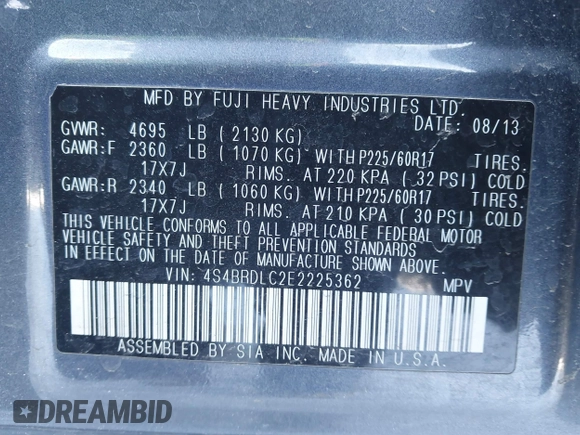 MFD BY FUJI HEAVY INDUSTRIES LTD.
DATE: 08/13
GVWR: 4695 LB ( 2130 KG)
GAWR:F 2360 LB ( 1070 KG) WITH P225/60R17 TIRES.
17X7J RIMS. AT 220 KPA ( 32 PSI) COLD
GAWR:R 2340 LB ( 1060 KG) WITH P225/60R17 TIRES.
17X7J RIMS. AT 210 KPA ( 30 PSI) COLD
THIS VEHICLE CONFORMS TO ALL APPLICABLE FEDERAL MOTOR
VEHICLE SAFETY AND THEFT PREVENTION STANDARDS
IN EFFECT ON THE DATE OF MANUFACTURE SHOWN ABOVE.
VIN: 4S4BRDLC2E2225362 MPV
ASSEMBLED BY SIA INC. MADE IN U.S.A.
DREAMBID